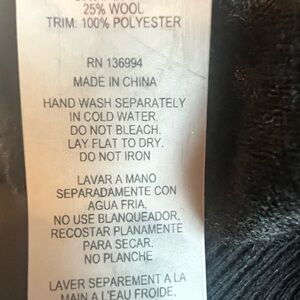 25% WOOL
TRIM: 100% POLYESTER
RN 136994
MADE IN CHINA
HAND WASH SEPARATELY
IN COLD WATER.
DO NOT BLEACH.
LAY FLAT TO DRY.
DO NOT IRON
LAVAR A MANO
SEPARADAMENTE CON
AGUA FRIA,
NO USE BLANQUEADOR,
RECOSTAR PLANAMENTE
PARA SECAR.
NO PLANCHE
LAVER SEPAREMENT A LA
MAIN A L'EAU FROIDE,